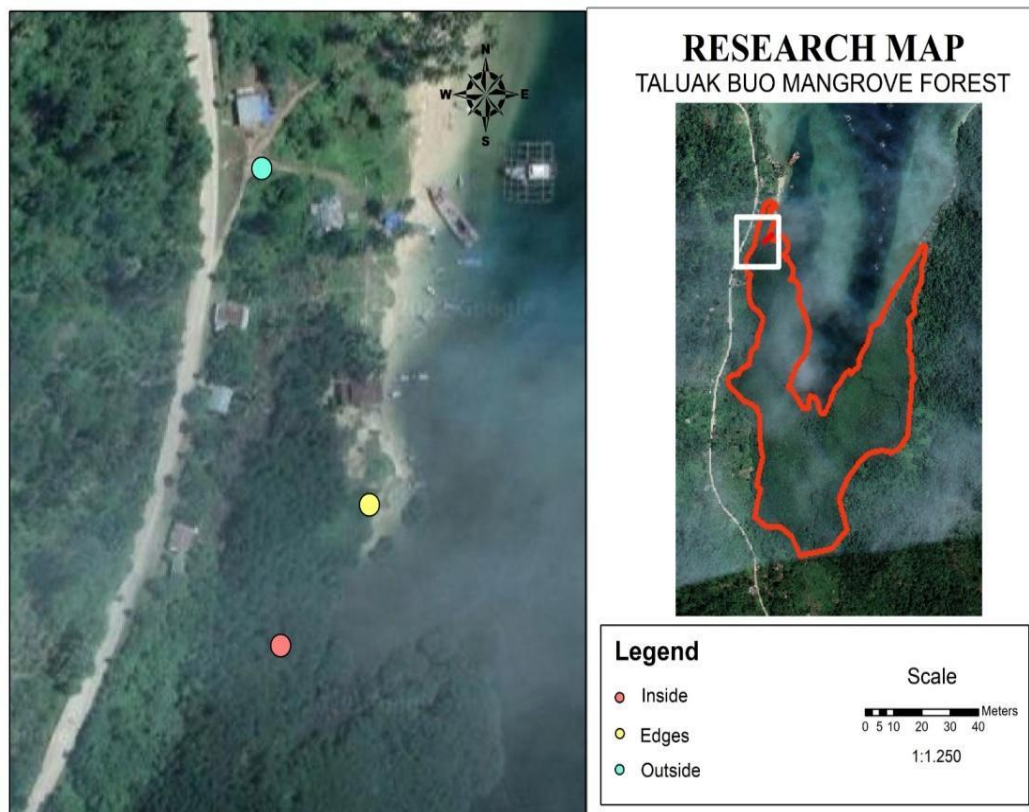 N
W E
S
Google
RESEARCH MAP
TALUAK BUO MANGROVE FOREST
Legend
Inside
Edges
Outside
Scale
Meters
0 5 10 20 30 40
1:1.250